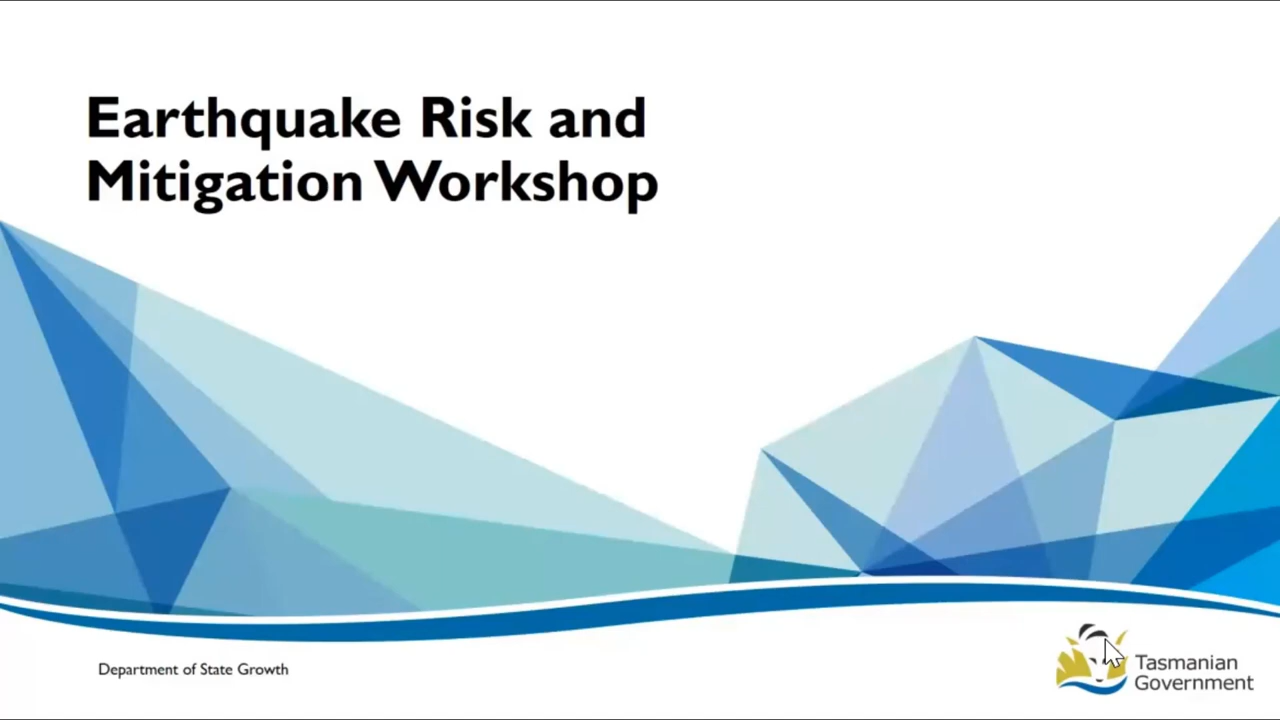 Earthquake Risk and
Mitigation Workshop
Department of State Growth
Tasmanian
Government